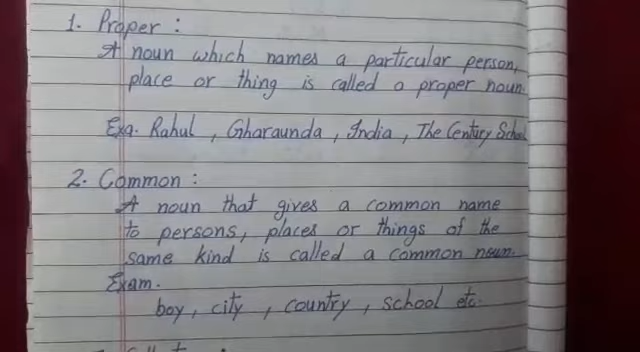 1. Proper :
A noun which names a particular person,
place or thing is called a proper noun.
Exa. Rahul , Gharaunda , India , The Century School
2. Common :
A noun that gives a common name
to persons, places or things of the
same kind is called a common noun.
Exam.
boy, city , country , school etc.